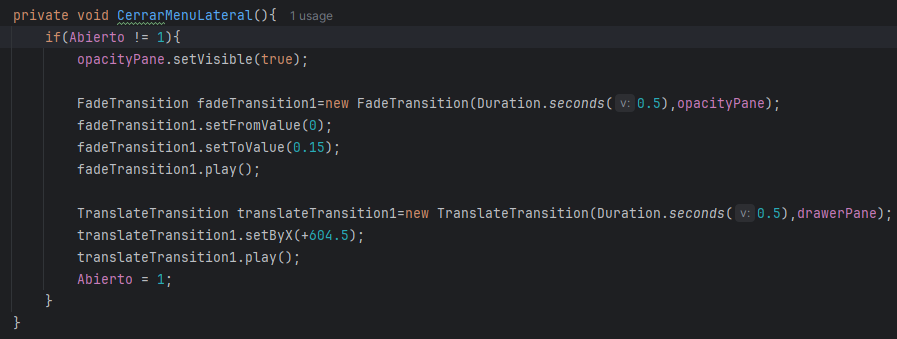 private void CerrarMenuLateral(){ 1 usage
if(Abierto != 1){
opacityPane.setVisible(true);
FadeTransition fadeTransition1=new FadeTransition(Duration.seconds( v: 0.5),opacityPane);
fadeTransition1.setFromValue(0);
fadeTransition1.setToValue(0.15);
fadeTransition1.play();
TranslateTransition translateTransition1=new TranslateTransition(Duration.seconds( v: 0.5),drawerPane);
translateTransition1.setByX(+604.5);
translateTransition1.play();
Abierto = 1;
}
}